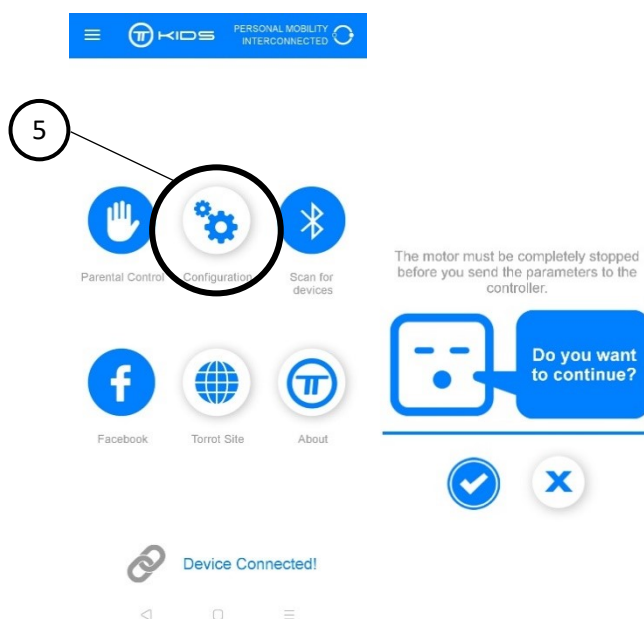 KIDS
PERSONAL MOBILITY
INTERCONNECTED
5
Parental Control
Configuration
Scan for
devices
Facebook
Torrot Site
About
Device Connected!
The motor must be completely stopped
before you send the parameters to the
controller.
Do you want
to continue?